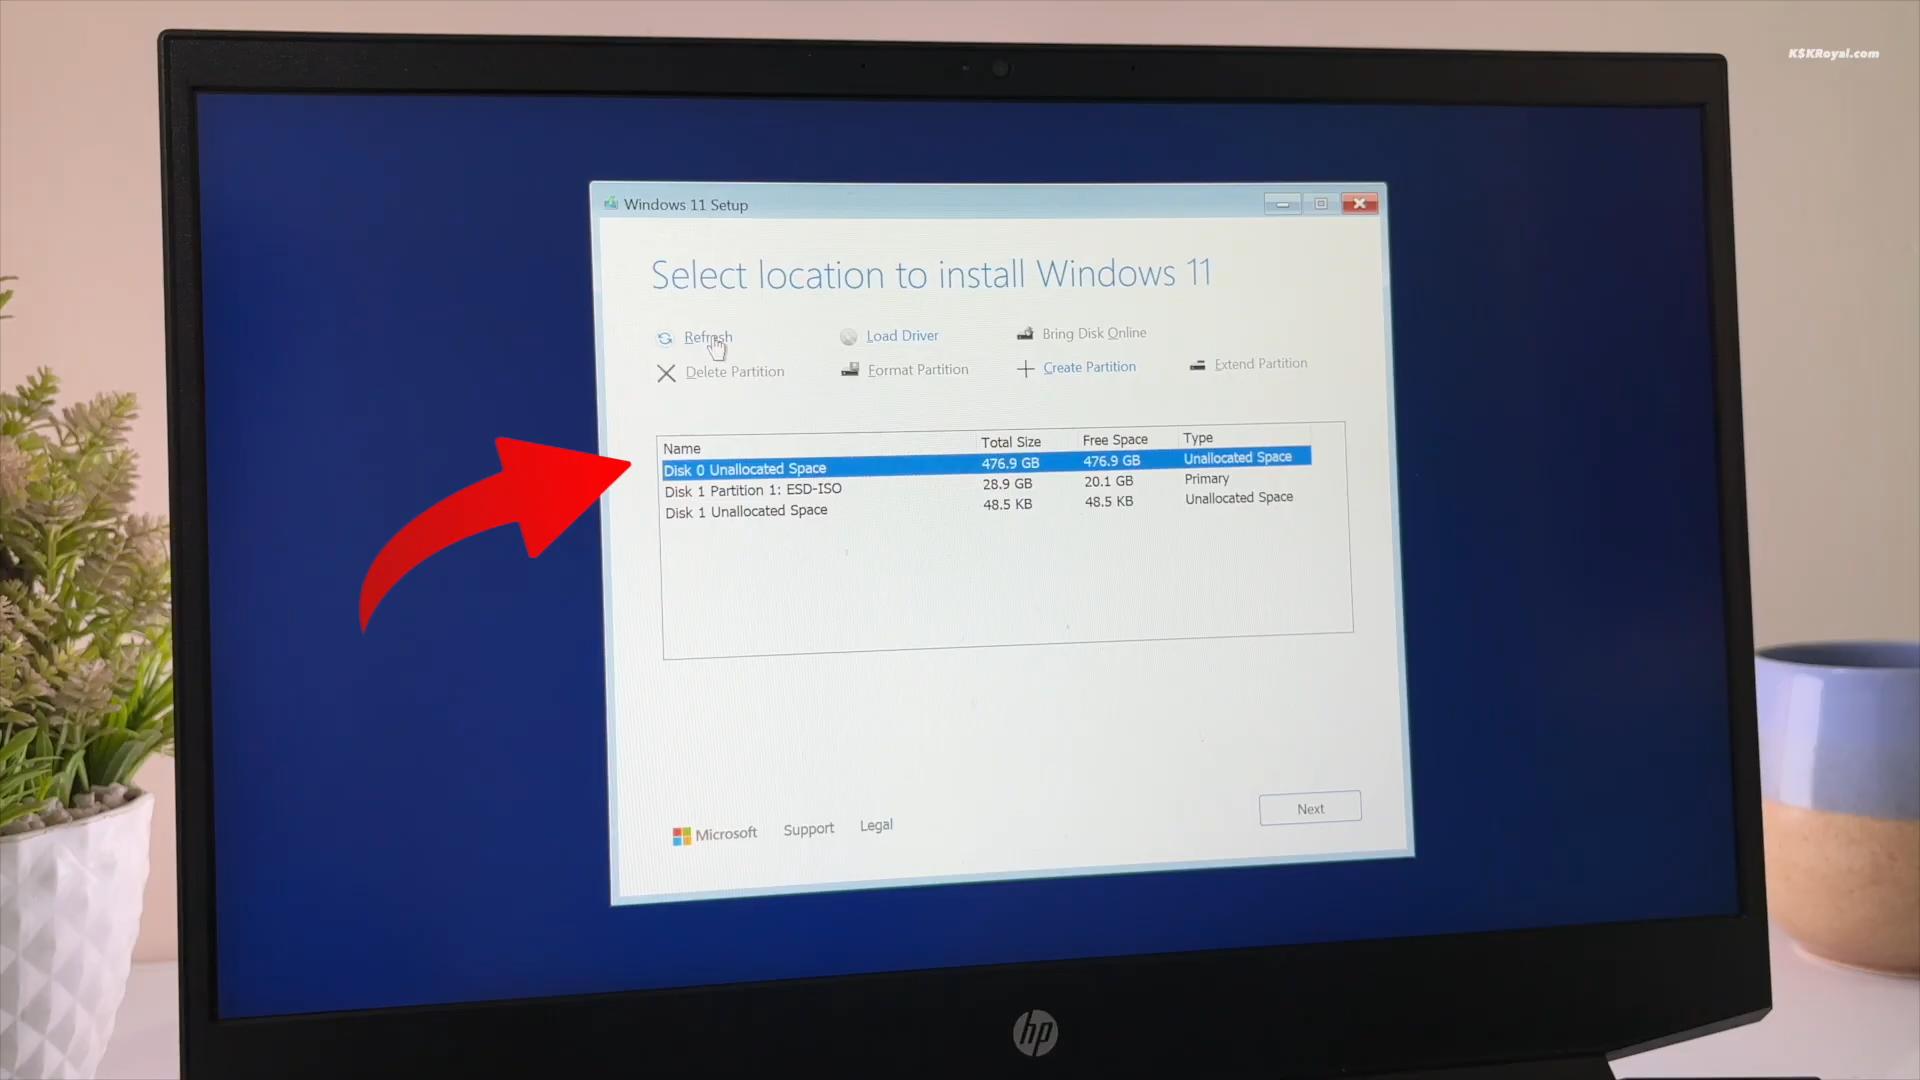 KSKRoyal.com
Windows 11 Setup
Select location to install Windows 11
Refresh Load Driver Bring Disk Online
Delete Partition Format Partition Create Partition Extend Partition
Name Total Size Free Space Type
Disk 0 Unallocated Space 476.9 GB 476.9 GB Unallocated Space
Disk 1 Partition 1: ESD-ISO 28.9 GB 20.1 GB Primary
Disk 1 Unallocated Space 48.5 KB 48.5 KB Unallocated Space
Next
Microsoft Support Legal
hp